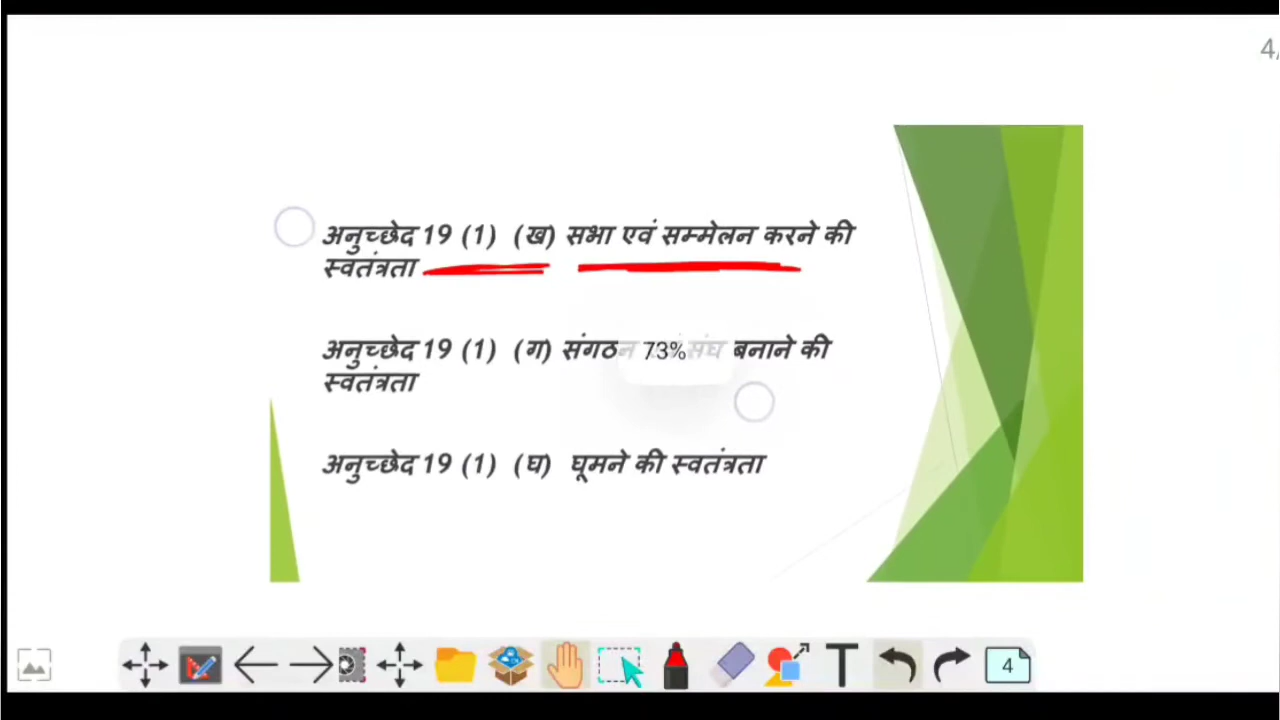 4/
अनुच्छेद 19 (1) (ख) सभा एवं सम्मेलन करने की
स्वतंत्रता
अनुच्छेद 19 (1) (ग) संगठन 73% संघ बनाने की
स्वतंत्रता
अनुच्छेद 19 (1) (घ) घूमने की स्वतंत्रता
T 4